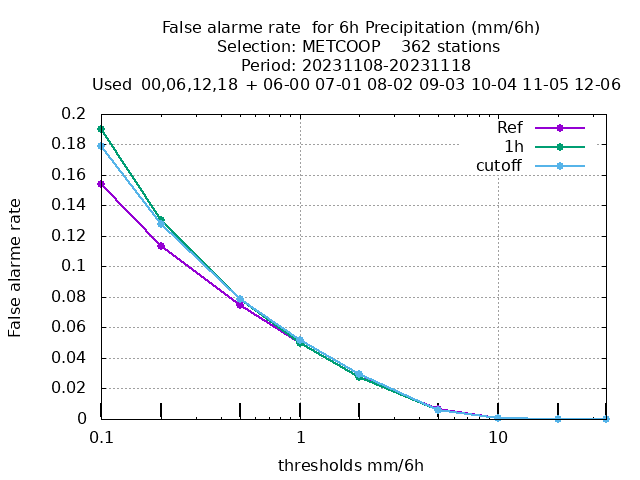 False alarme rate  for 6h Precipitation (mm/6h)
Selection: METCOOP    362 stations
Period: 20231108-20231118
Used  00,06,12,18  + 06-00 07-01 08-02 09-03 10-04 11-05 12-06
Ref
1h
cutoff
False alarme rate
0.2
0.18
0.16
0.14
0.12
0.1
0.08
0.06
0.04
0.02
0
0.1 1 10
thresholds mm/6h